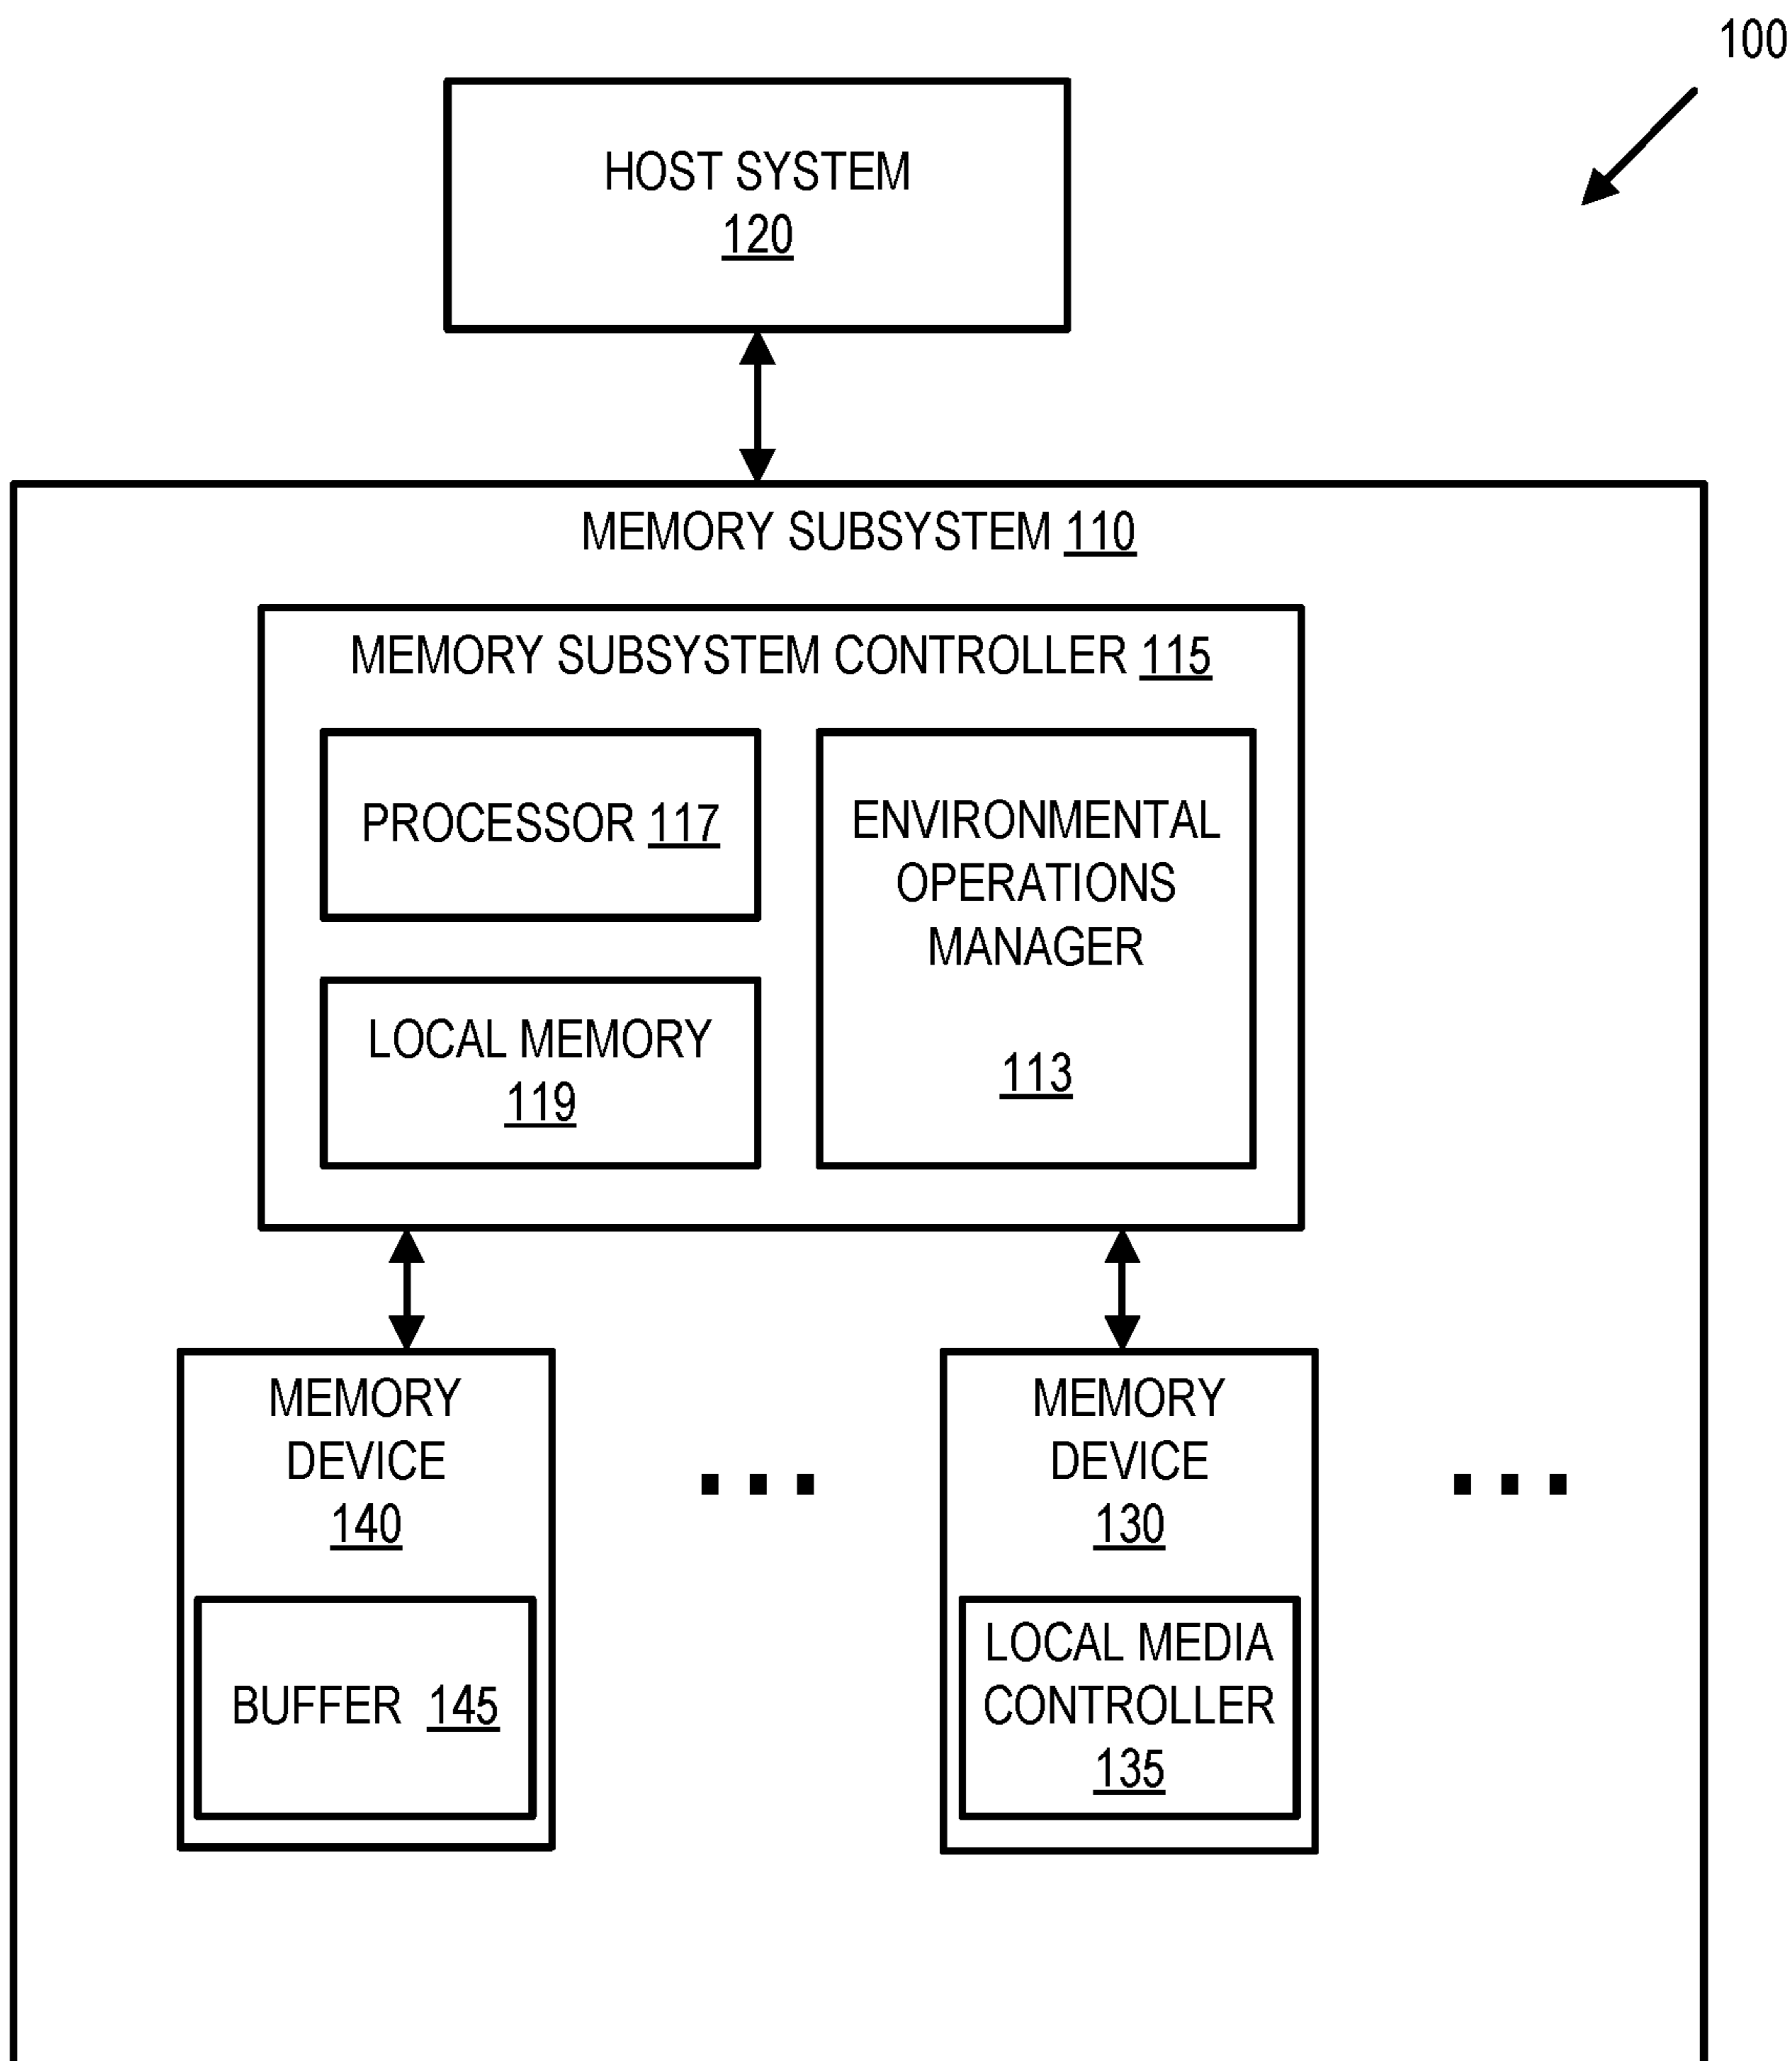 100
HOST SYSTEM
120
MEMORY SUBSYSTEM 110
MEMORY SUBSYSTEM CONTROLLER 115
PROCESSOR 117
ENVIRONMENTAL
OPERATIONS
MANAGER
113
LOCAL MEMORY
119
MEMORY
DEVICE
140
BUFFER 145
MEMORY
DEVICE
130
LOCAL MEDIA
CONTROLLER
135